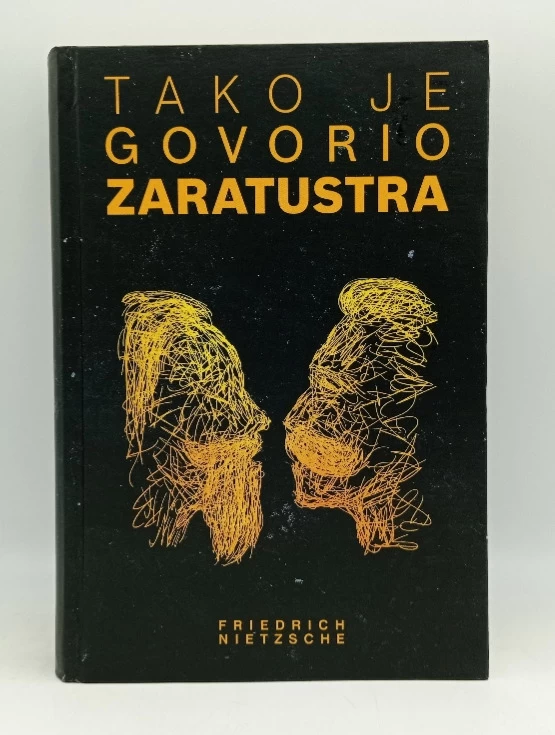 TAKO JE
GOVORIO
ZARATUSTRA
FRIEDRICH
NIETZSCHE